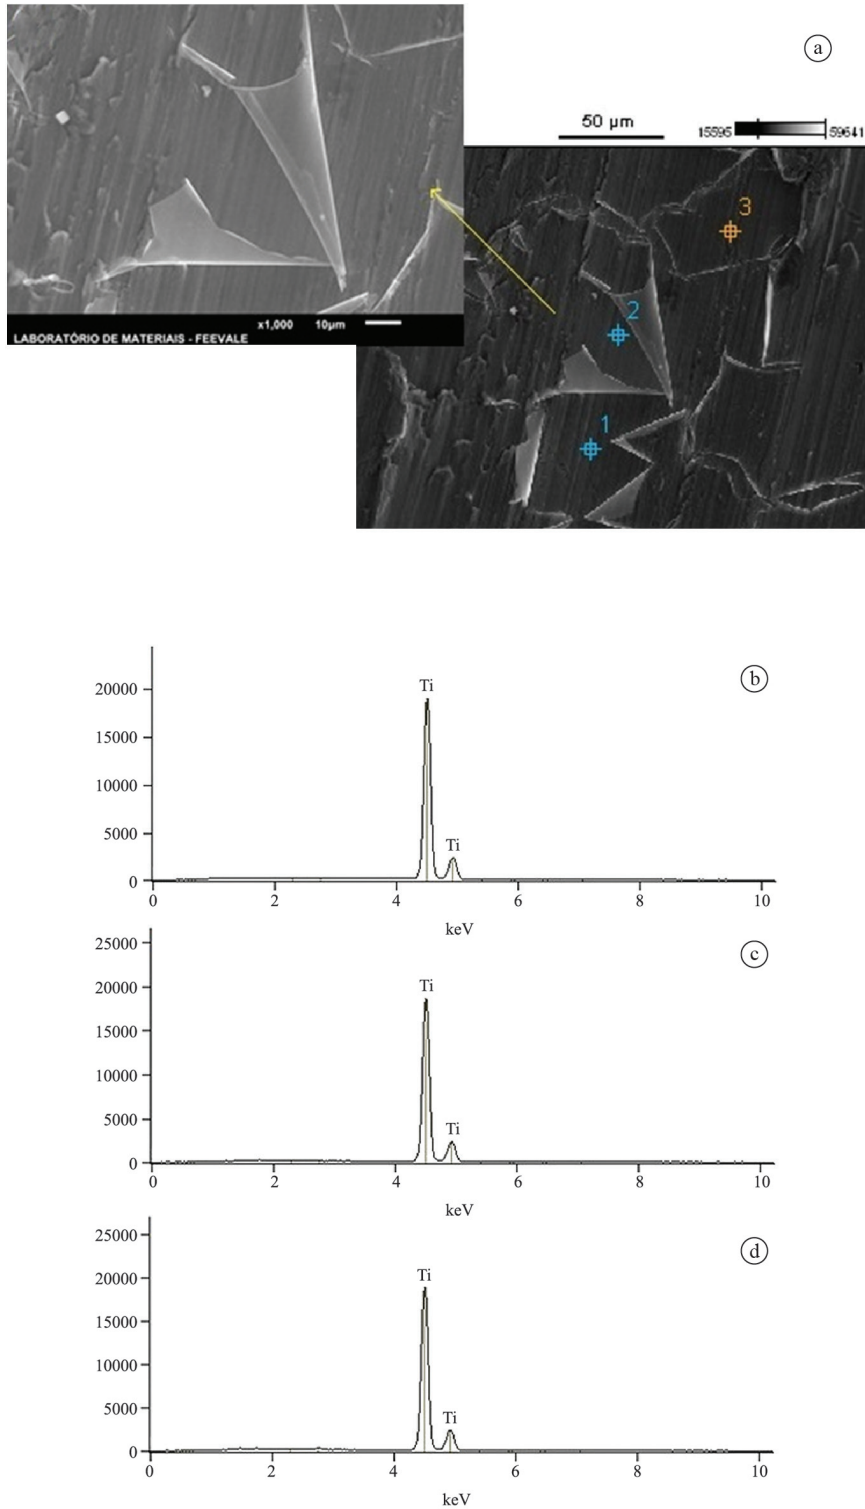 a
50 µm
15595 59641
3
2
1
x1,000 10µm
LABORATÓRIO DE MATERIAIS - FEEVALE
b
20000
15000
10000
5000
0
Ti
Ti
0 2 4 6 8 10
keV
c
25000
20000
15000
10000
5000
0
Ti
Ti
0 2 4 6 8 10
keV
d
25000
20000
15000
10000
5000
0
Ti
Ti
0 2 4 6 8 10
keV